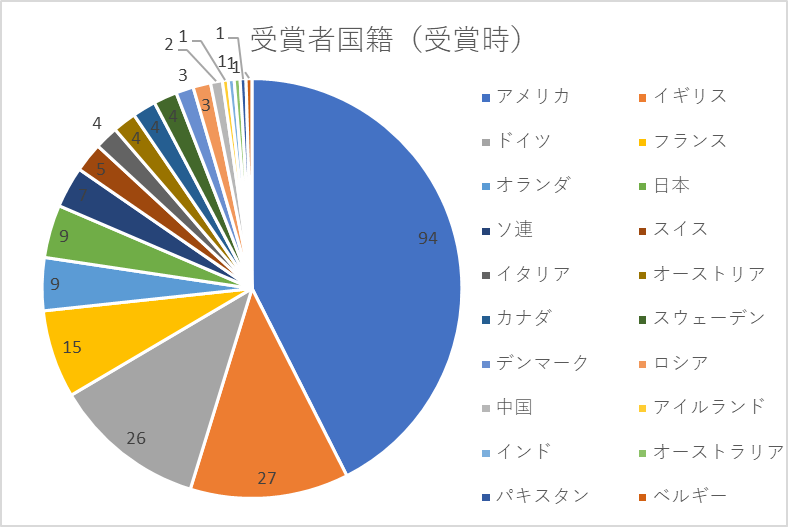 受賞者国籍（受賞時）
94
27
26
15
9
9
5
4
4
4
4
3
3
2
1
1
1
1
1
アメリカ
イギリス
ドイツ
フランス
オランダ
日本
ソ連
スイス
イタリア
オーストリア
カナダ
スウェーデン
デンマーク
ロシア
中国
アイルランド
インド
オーストラリア
パキスタン
ベルギー